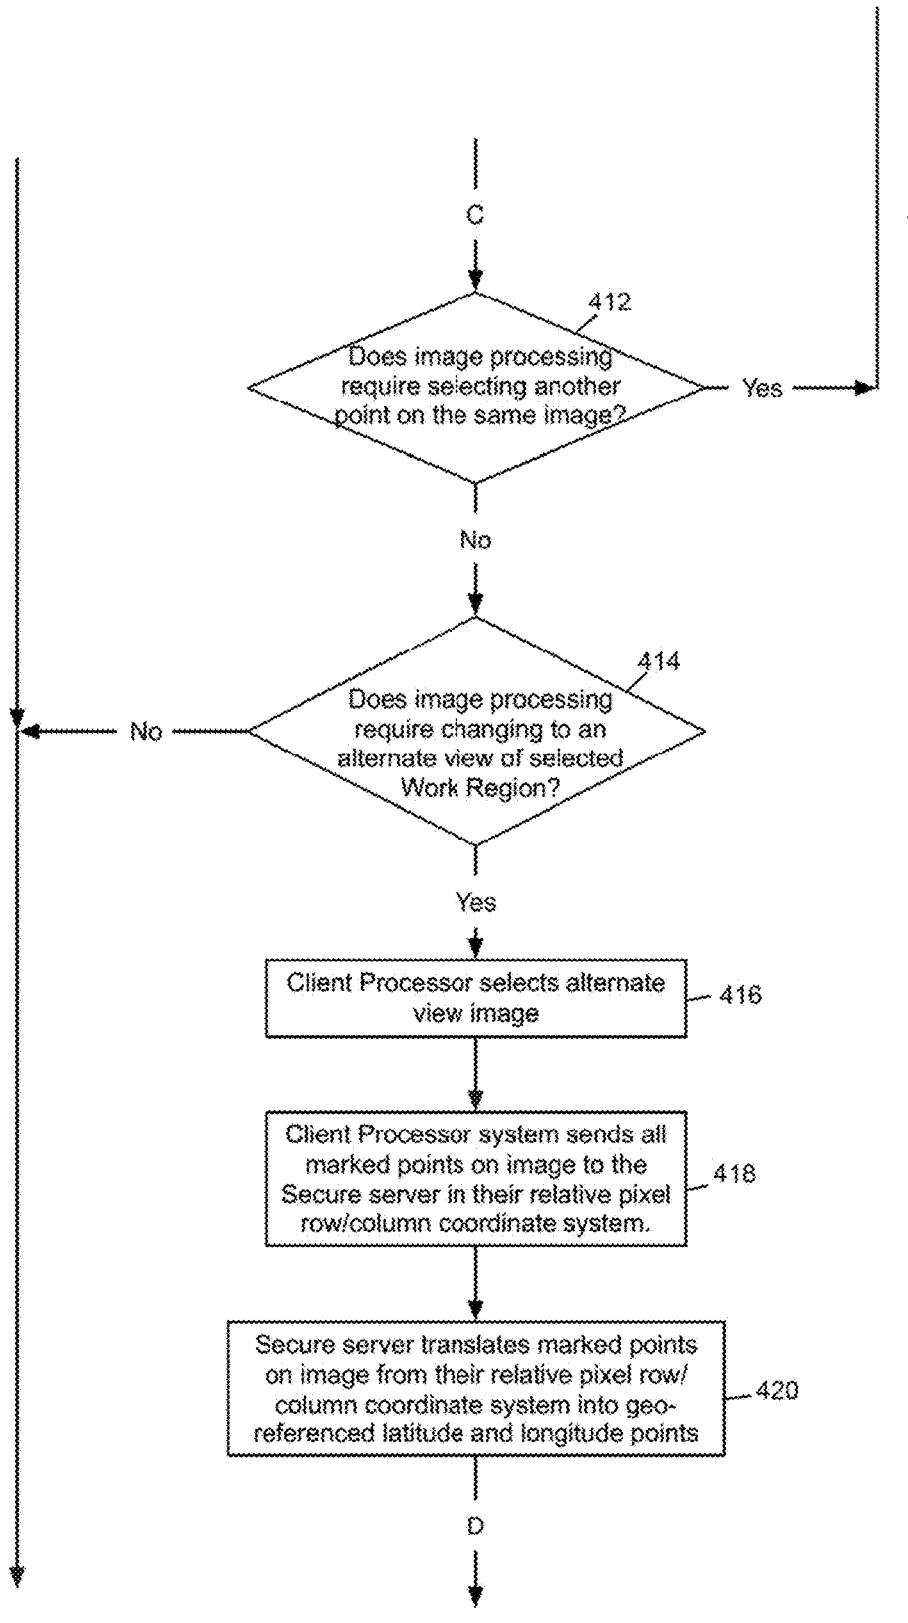 C
412
Does image processing
require selecting another
point on the same image?
Yes
No
414
Does image processing
require changing to an
alternate view of selected
Work Region?
No
Yes
Client Processor selects alternate
view image
416
Client Processor system sends all
marked points on image to the
Secure server in their relative pixel
row/column coordinate system.
418
Secure server translates marked points
on image from their relative pixel row/
column coordinate system into geo-
referenced latitude and longitude points
420
D